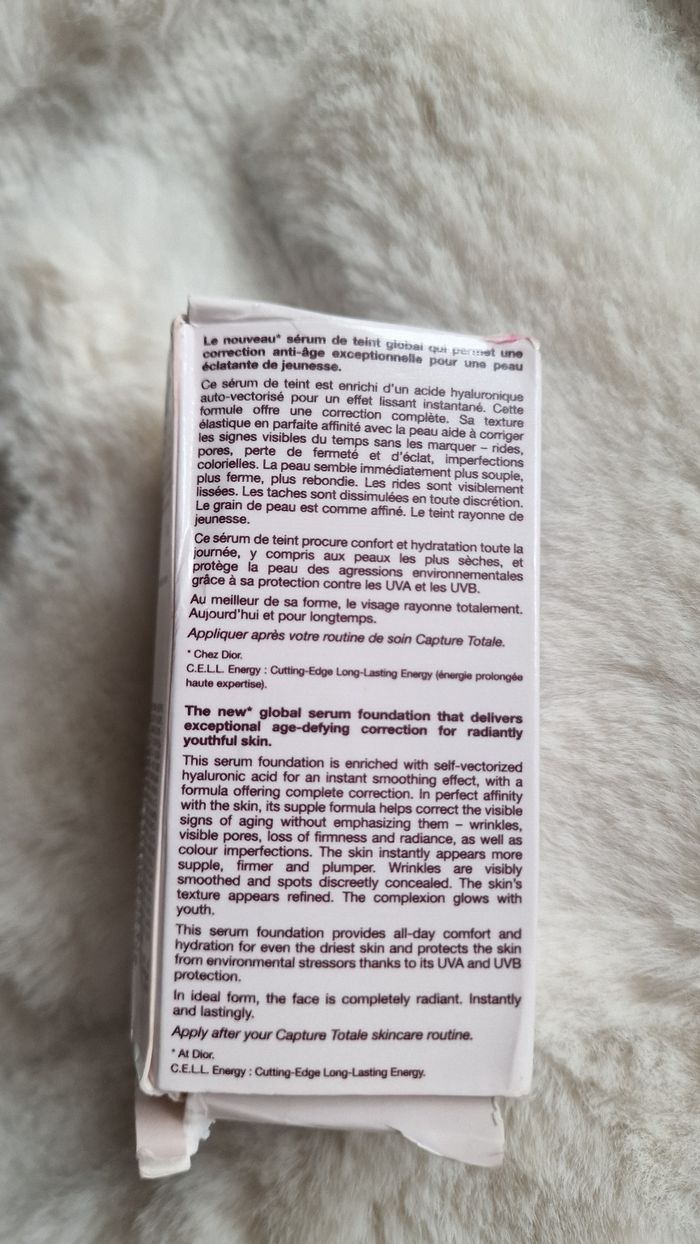 Le nouveau* sérum de teint global qui permet une
correction anti-âge exceptionnelle pour une peau
éclatante de jeunesse.
Ce sérum de teint est enrichi d'un acide hyaluronique
auto-vectorisé pour un effet lissant instantané. Cette
formule offre une correction complète. Sa texture
élastique en parfaite affinité avec la peau aide à corriger
les signes visibles du temps sans les marquer – rides,
pores, perte de fermeté et d'éclat, imperfections
colorielles. La peau semble immédiatement plus souple,
plus ferme, plus rebondie. Les rides sont visiblement
lissées. Les taches sont dissimulées en toute discrétion.
Le grain de peau est comme affiné. Le teint rayonne de
jeunesse.
Ce sérum de teint procure confort et hydratation toute la
journée, y compris aux peaux les plus sèches, et
protège la peau des agressions environnementales
grâce à sa protection contre les UVA et les UVB.
Au meilleur de sa forme, le visage rayonne totalement.
Aujourd'hui et pour longtemps.
Appliquer après votre routine de soin Capture Totale.
* Chez Dior.
C.E.L.L. Energy : Cutting-Edge Long-Lasting Energy (énergie prolongée
haute expertise).
The new* global serum foundation that delivers
exceptional age-defying correction for radiantly
youthful skin.
This serum foundation is enriched with self-vectorized
hyaluronic acid for an instant smoothing effect, with a
formula offering complete correction. In perfect affinity
with the skin, its supple formula helps correct the visible
signs of aging without emphasizing them – wrinkles,
visible pores, loss of firmness and radiance, as well as
colour imperfections. The skin instantly appears more
supple, firmer and plumper. Wrinkles are visibly
smoothed and spots discreetly concealed. The skin's
texture appears refined. The complexion glows with
youth.
This serum foundation provides all-day comfort and
hydration for even the driest skin and protects the skin
from environmental stressors thanks to its UVA and UVB
protection.
In ideal form, the face is completely radiant. Instantly
and lastingly.
Apply after your Capture Totale skincare routine.
* At Dior.
C.E.L.L. Energy : Cutting-Edge Long-Lasting Energy.